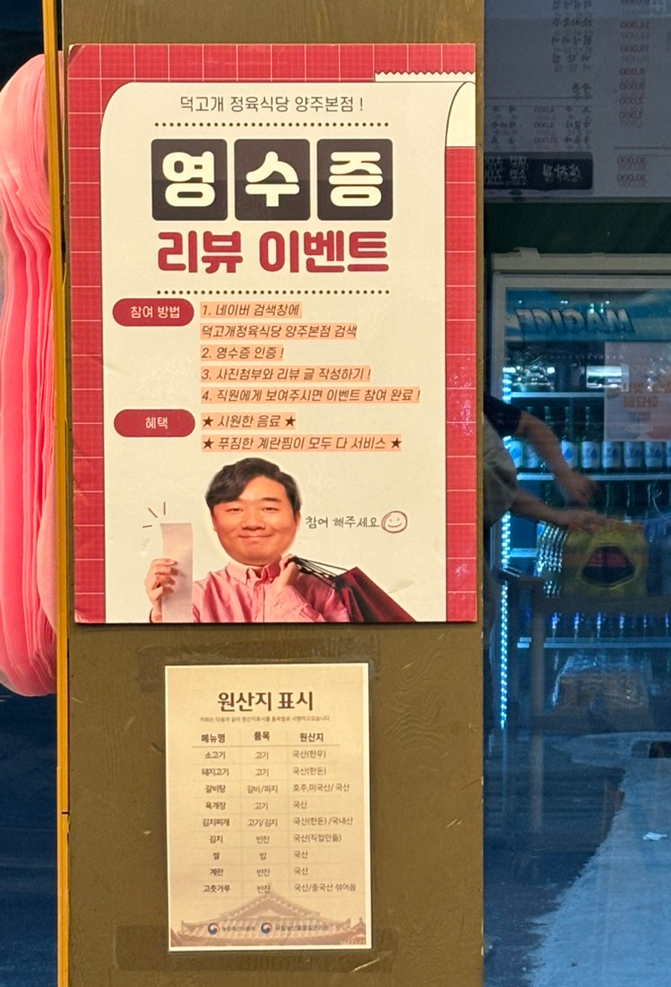 덕고개 정육식당 양주본점 !
영수증
리뷰 이벤트
참여 방법
1. 네이버 검색창에
덕고개정육식당 양주본점 검색
2. 영수증 인증 !
3. 사진첨부와 리뷰 글 작성하기 !
4. 직원에게 보여주시면 이벤트 참여 완료 !
혜택
★ 시원한 음료 ★
★ 푸짐한 계란찜이 모두 다 서비스 ★
참여 해주세요
원산지 표시
메뉴명 품목 원산지
소고기 고기 국산(한우)
돼지고기 고기 국산(한돈)
갈비탕 갈비/마지 호주,미국산/ 국산
육개장 고기 국산
김치찌개 고기/김치 국산(한돈) /국내산
김치 반찬 국산(직접만듦)
쌀 밥 국산
계란 반찬 국산
고춧가루 반찬 국산/중국산 섞어씀